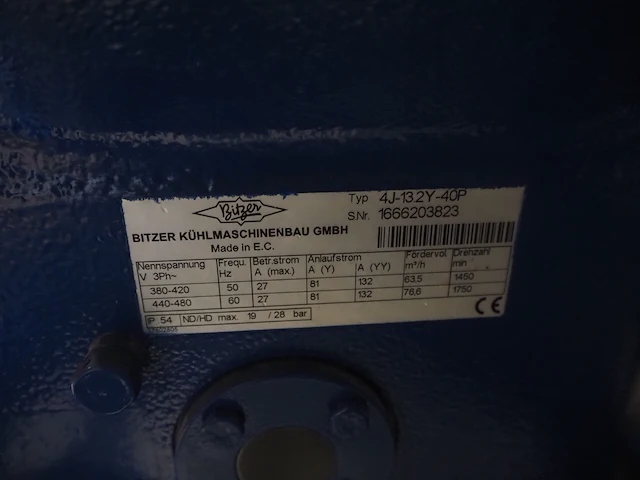 Bitzer
Typ 4J-13.2Y-40P
S.Nr. 1666203823
BITZER KÜHLMASCHINENBAU GMBH
Made in E.C.
Nennspannung Frequ. Betr.strom Anlaufstrom Fördervol. Drehzahl
V 3Ph~ Hz A (max.) A (Y) A (YY) m³/h min
380-420 50 27 81 132 63,5 1450
440-480 60 27 81 132 76,6 1750
IP 54 ND/HD max. 19 / 28 bar
CE